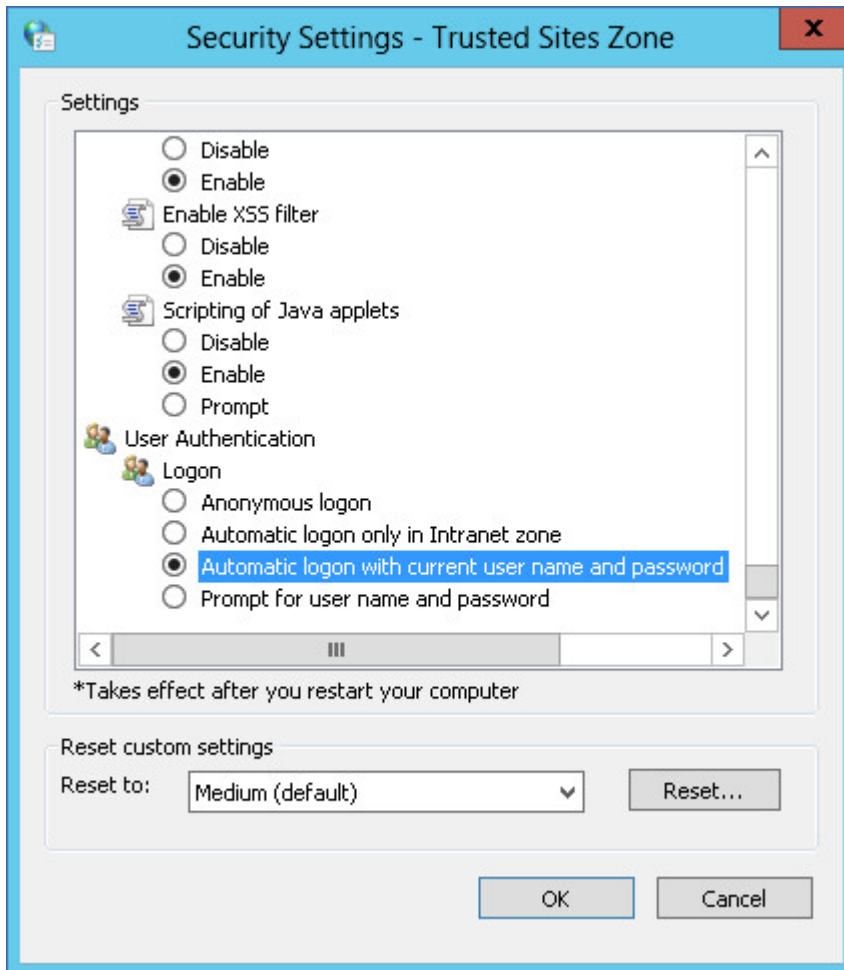 Security Settings - Trusted Sites Zone
x
Settings
Disable
Enable
Enable XSS filter
Disable
Enable
Scripting of Java applets
Disable
Enable
Prompt
User Authentication
Logon
Anonymous logon
Automatic logon only in Intranet zone
Automatic logon with current user name and password
Prompt for user name and password
*Takes effect after you restart your computer
Reset custom settings
Reset to: Medium (default) Reset...
OK Cancel